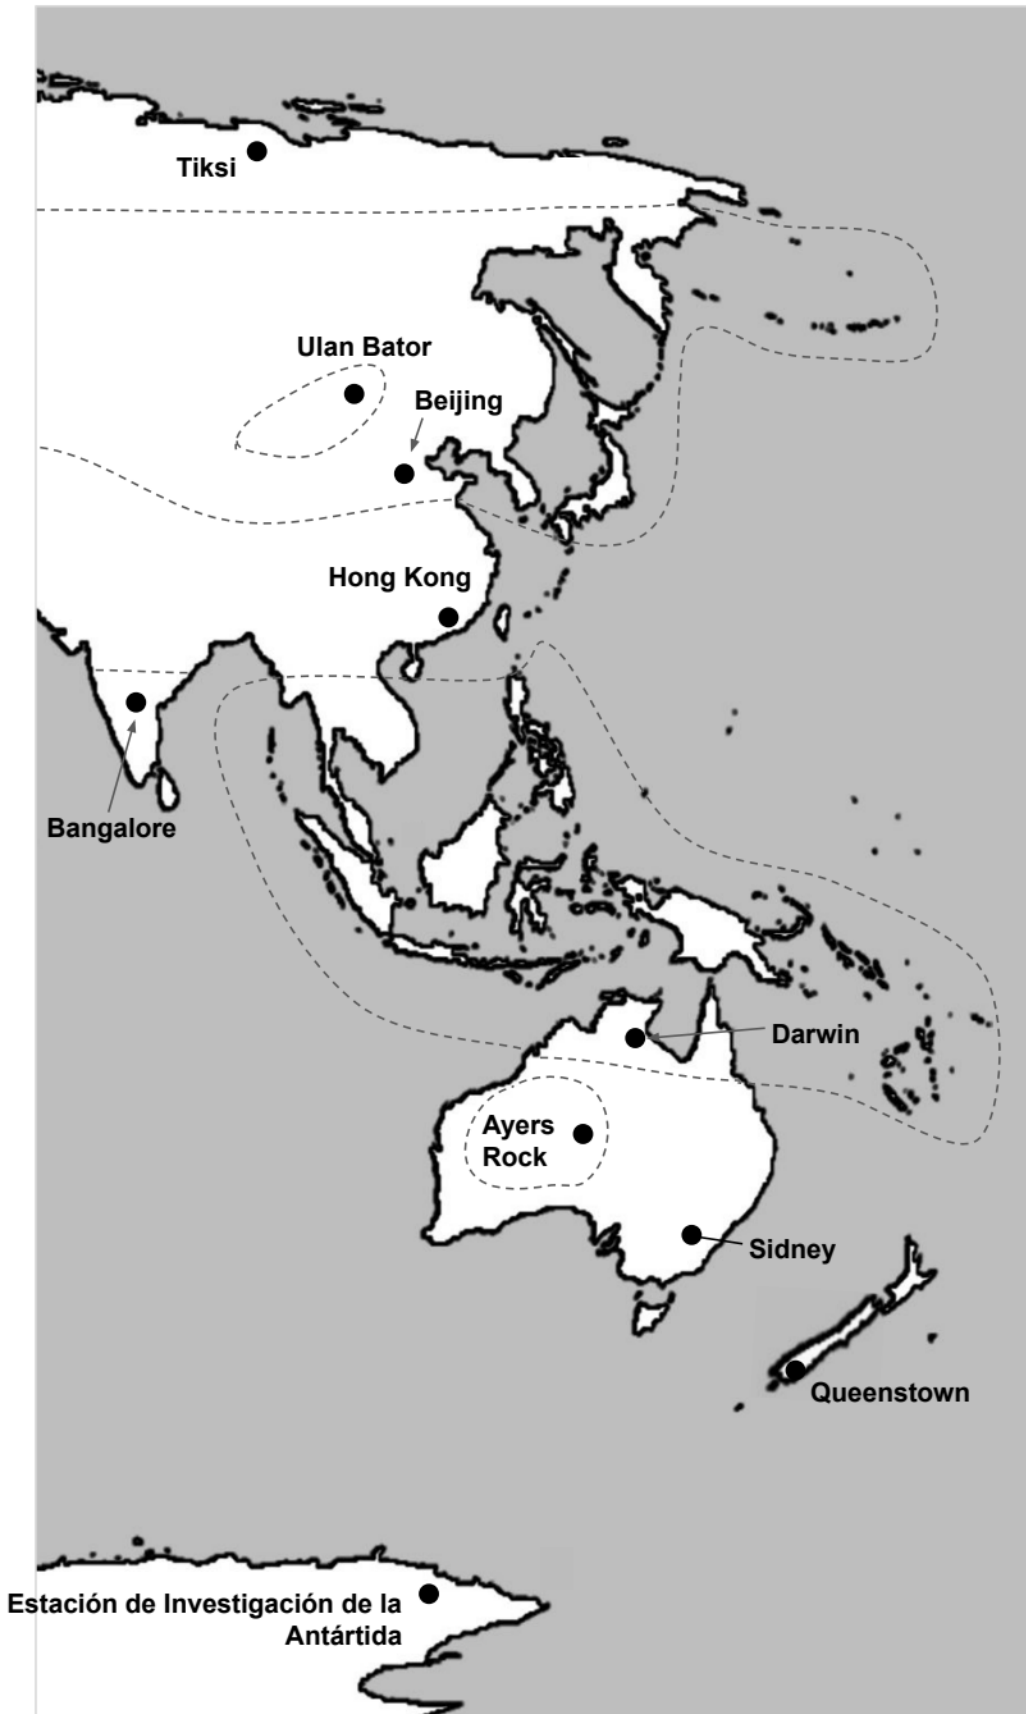 Tiksi
Ulan Bator
Beijing
Hong Kong
Bangalore
Darwin
Ayers
Rock
Sidney
Queenstown
Estación de Investigación de la
Antártida